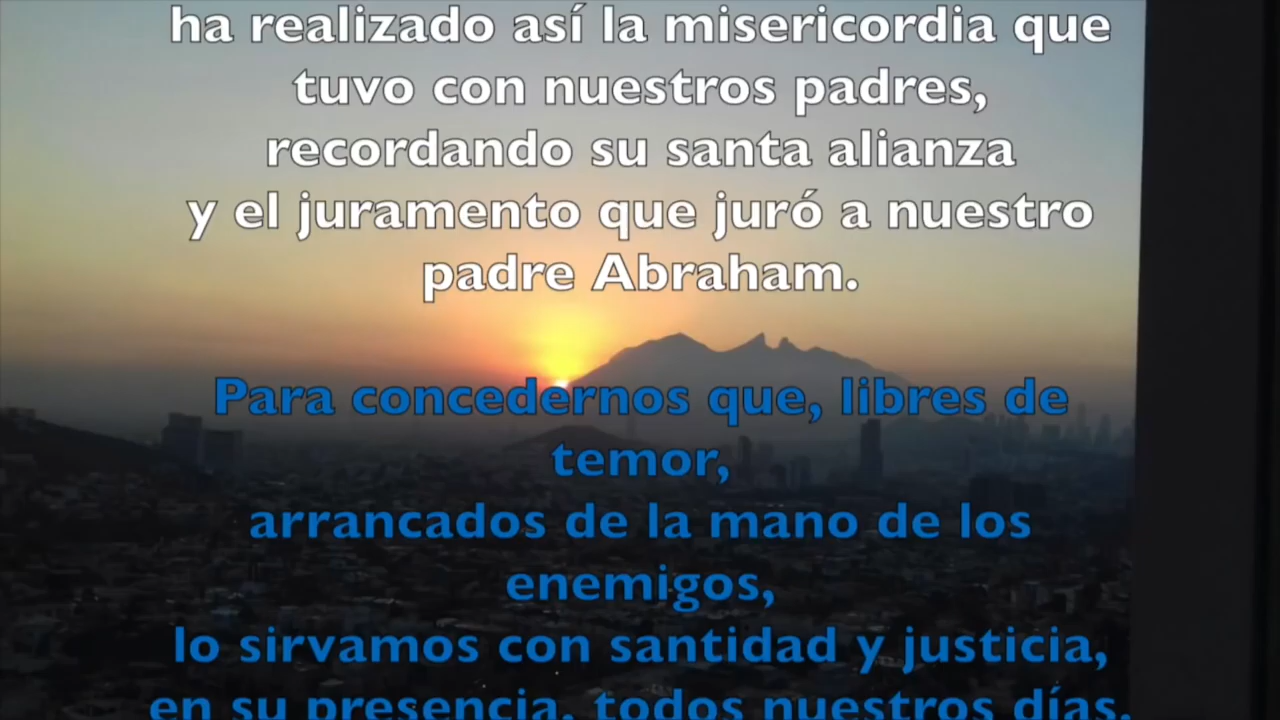 ha realizado así la misericordia que
tuvo con nuestros padres,
recordando su santa alianza
y el juramento que juró a nuestro
padre Abraham.
Para concedernos que, libres de
temor,
arrancados de la mano de los
enemigos,
lo sirvamos con santidad y justicia,
en su presencia, todos nuestros días.